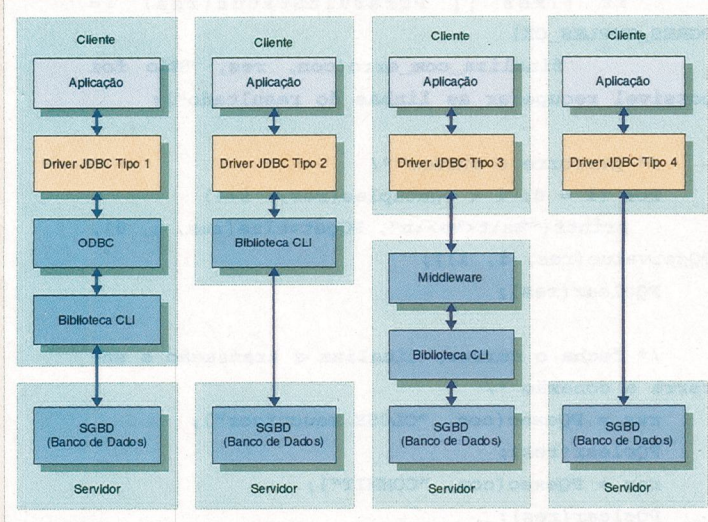 Cliente
Aplicação
Driver JDBC Tipo 1
ODBC
Biblioteca CLI
SGBD
(Banco de Dados)
Servidor
Cliente
Aplicação
Driver JDBC Tipo 2
Biblioteca CLI
SGBD
(Banco de Dados)
Servidor
Cliente
Aplicação
Driver JDBC Tipo 3
Middleware
Biblioteca CLI
SGBD
(Banco de Dados)
Servidor
Cliente
Aplicação
Driver JDBC Tipo 4
SGBD
(Banco de Dados)
Servidor